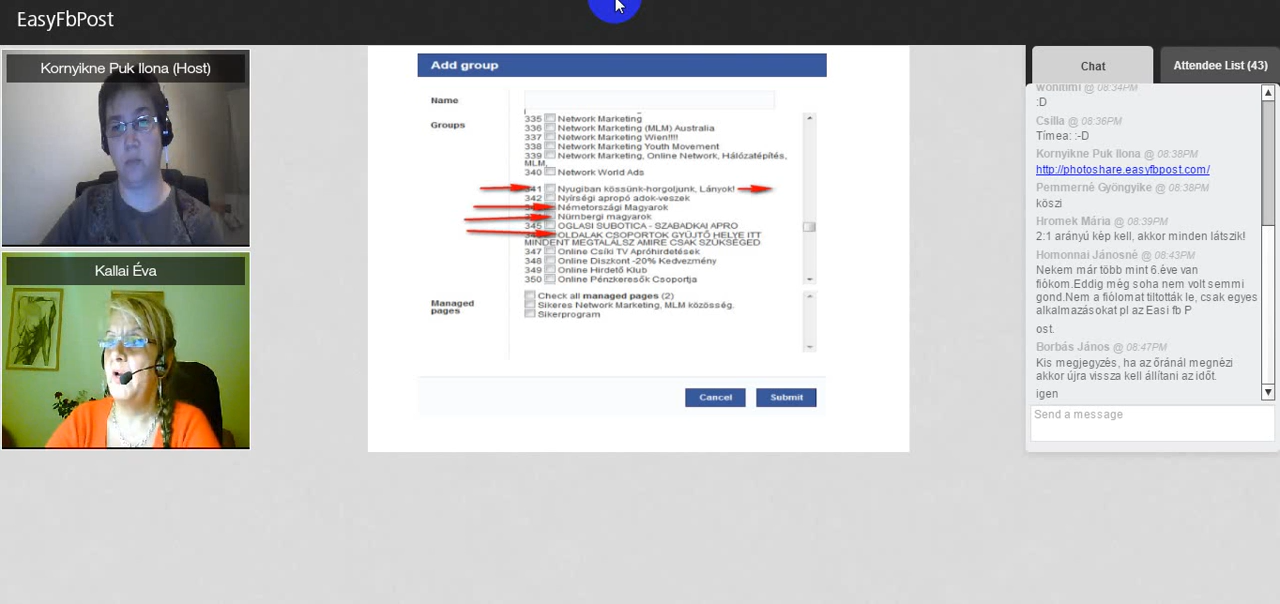 EasyFbPost
Kornyikne Puk Ilona (Host)
Kallai Éva
Add group
Name
Groups
335 Network Marketing
336 Network Marketing (MLM) Australia
337 Network Marketing Wien!!!!
338 Network Marketing Youth Movement
339 Network Marketing, Online Network, Hálózatépítés,
MLM,
340 Network World Ads
341 Nyugiban kössünk-horgoljunk, Lányok!
342 Nyírségi apropó adok-veszek
Németországi Magyarok
Nürnbergi magyarok
345 OGLASI SUBOTICA - SZABADKAI APRO
OLDALAK CSOPORTOK GYŰJTŐ HELYE ITT
MINDENT MEGTALÁLSZ AMIRE CSAK SZÜKSÉGED
347 Online Csíki TV Apróhirdetések
348 Online Diszkont -20% Kedvezmény
349 Online Hirdető Klub
350 Online Pénzkeresők Csoportja
Managed
pages
Check all managed pages (2)
Sikeres Network Marketing, MLM közösség.
Sikerprogram
Cancel
Submit
Chat
Attendee List (43)
wohitimi @ 08:34PM
:D
Csilla @ 08:36PM
Tímea: :-D
Kornyikne Puk Ilona @ 08:38PM
http://photoshare.easyfbpost.com/
Pemmerné Gyöngyike @ 08:38PM
köszi
Hromek Mária @ 08:39PM
2:1 arányú kép kell, akkor minden látszik!
Homonnai Jánosné @ 08:43PM
Nekem már több mint 6.éve van
fiókom.Eddig még soha nem volt semmi
gond.Nem a fiólomat tiltották le, csak egyes
alkalmazásokat pl az Easi fb P
ost.
Borbás János @ 08:47PM
Kis megjegyzés, ha az óránál megnézi
akkor újra vissza kell állítani az időt.
igen
Send a message